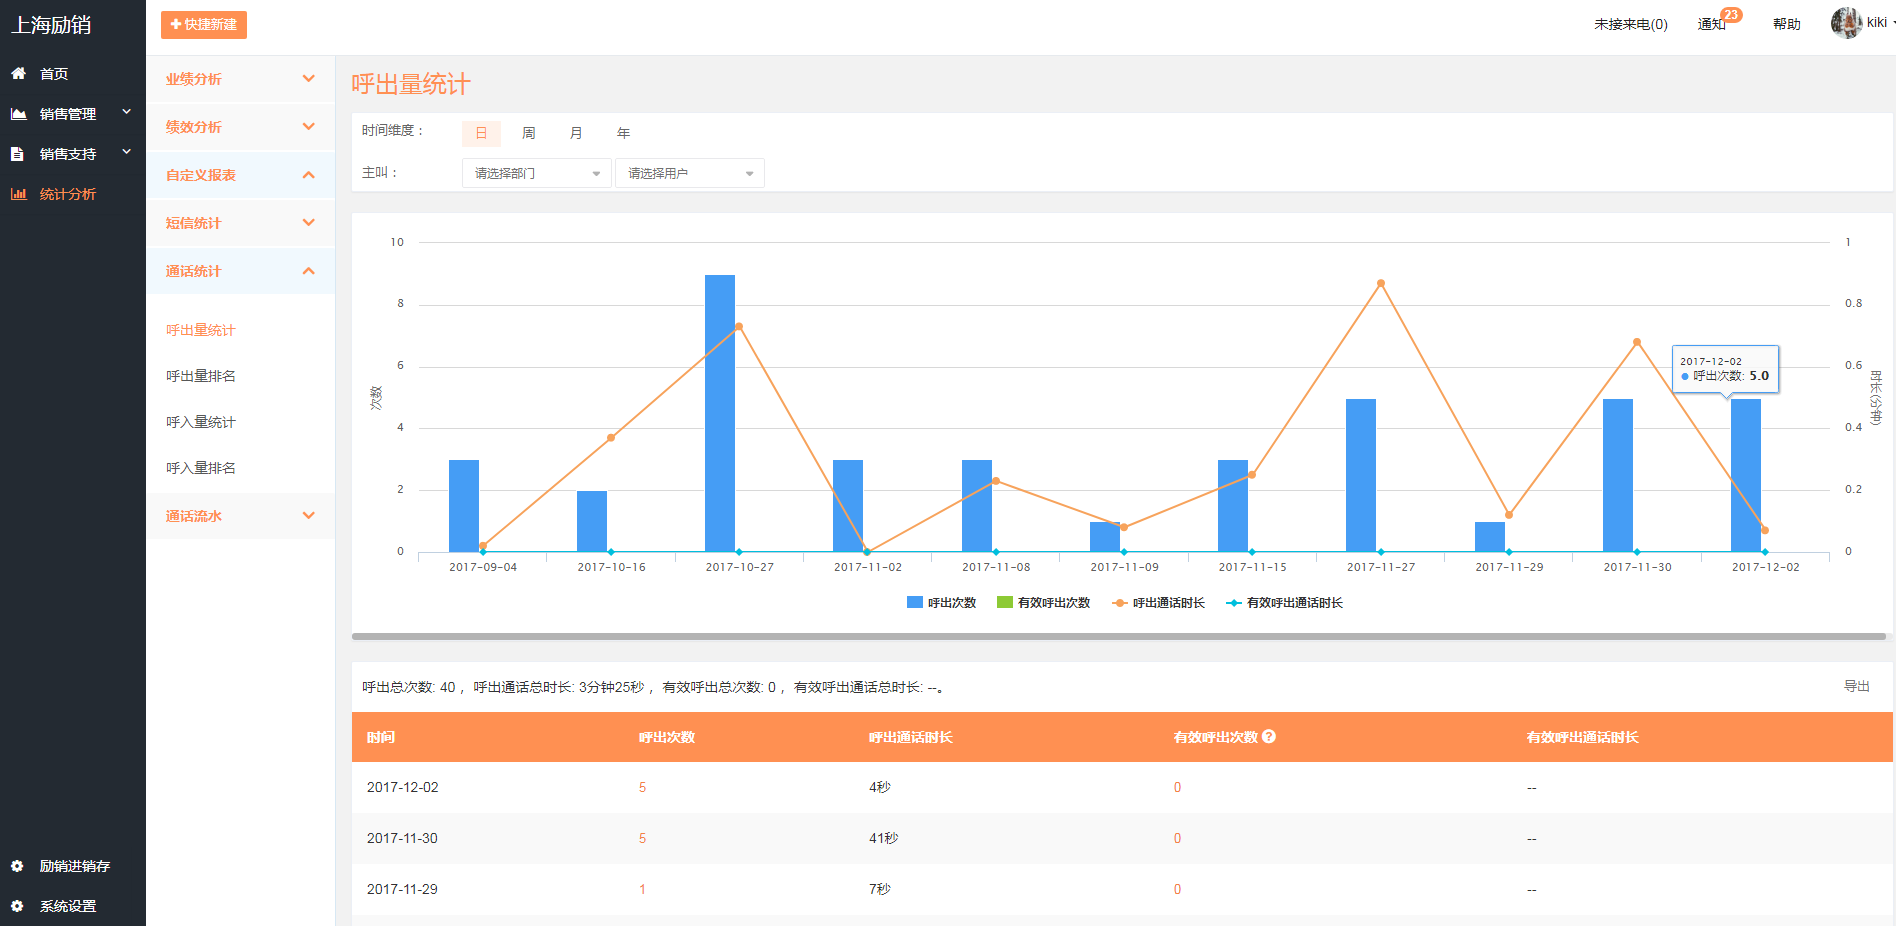 上海励销
快捷新建
未接来电(0)
通知
23
帮助
kiki
首页
销售管理
销售支持
统计分析
励销进销存
系统设置
业绩分析
绩效分析
自定义报表
短信统计
通话统计
呼出量统计
呼出量排名
呼入量统计
呼入量排名
通话流水
呼出量统计
时间维度：
日 周 月 年
主叫：
请选择部门 请选择用户
10
8
6
4
2
0
次数
1
0.8
0.6
0.4
0.2
0
时长(分钟)
2017-12-02
呼出次数: 5.0
2017-09-04 2017-10-16 2017-10-27 2017-11-02 2017-11-08 2017-11-09 2017-11-15 2017-11-27 2017-11-29 2017-11-30 2017-12-02
呼出次数 有效呼出次数 呼出通话时长 有效呼出通话时长
呼出总次数: 40， 呼出通话总时长: 3分钟25秒， 有效呼出总次数: 0， 有效呼出通话总时长: --。
导出
时间 呼出次数 呼出通话时长 有效呼出次数 有效呼出通话时长
2017-12-02 5 4秒 0 --
2017-11-30 5 41秒 0 --
2017-11-29 1 7秒 0 --